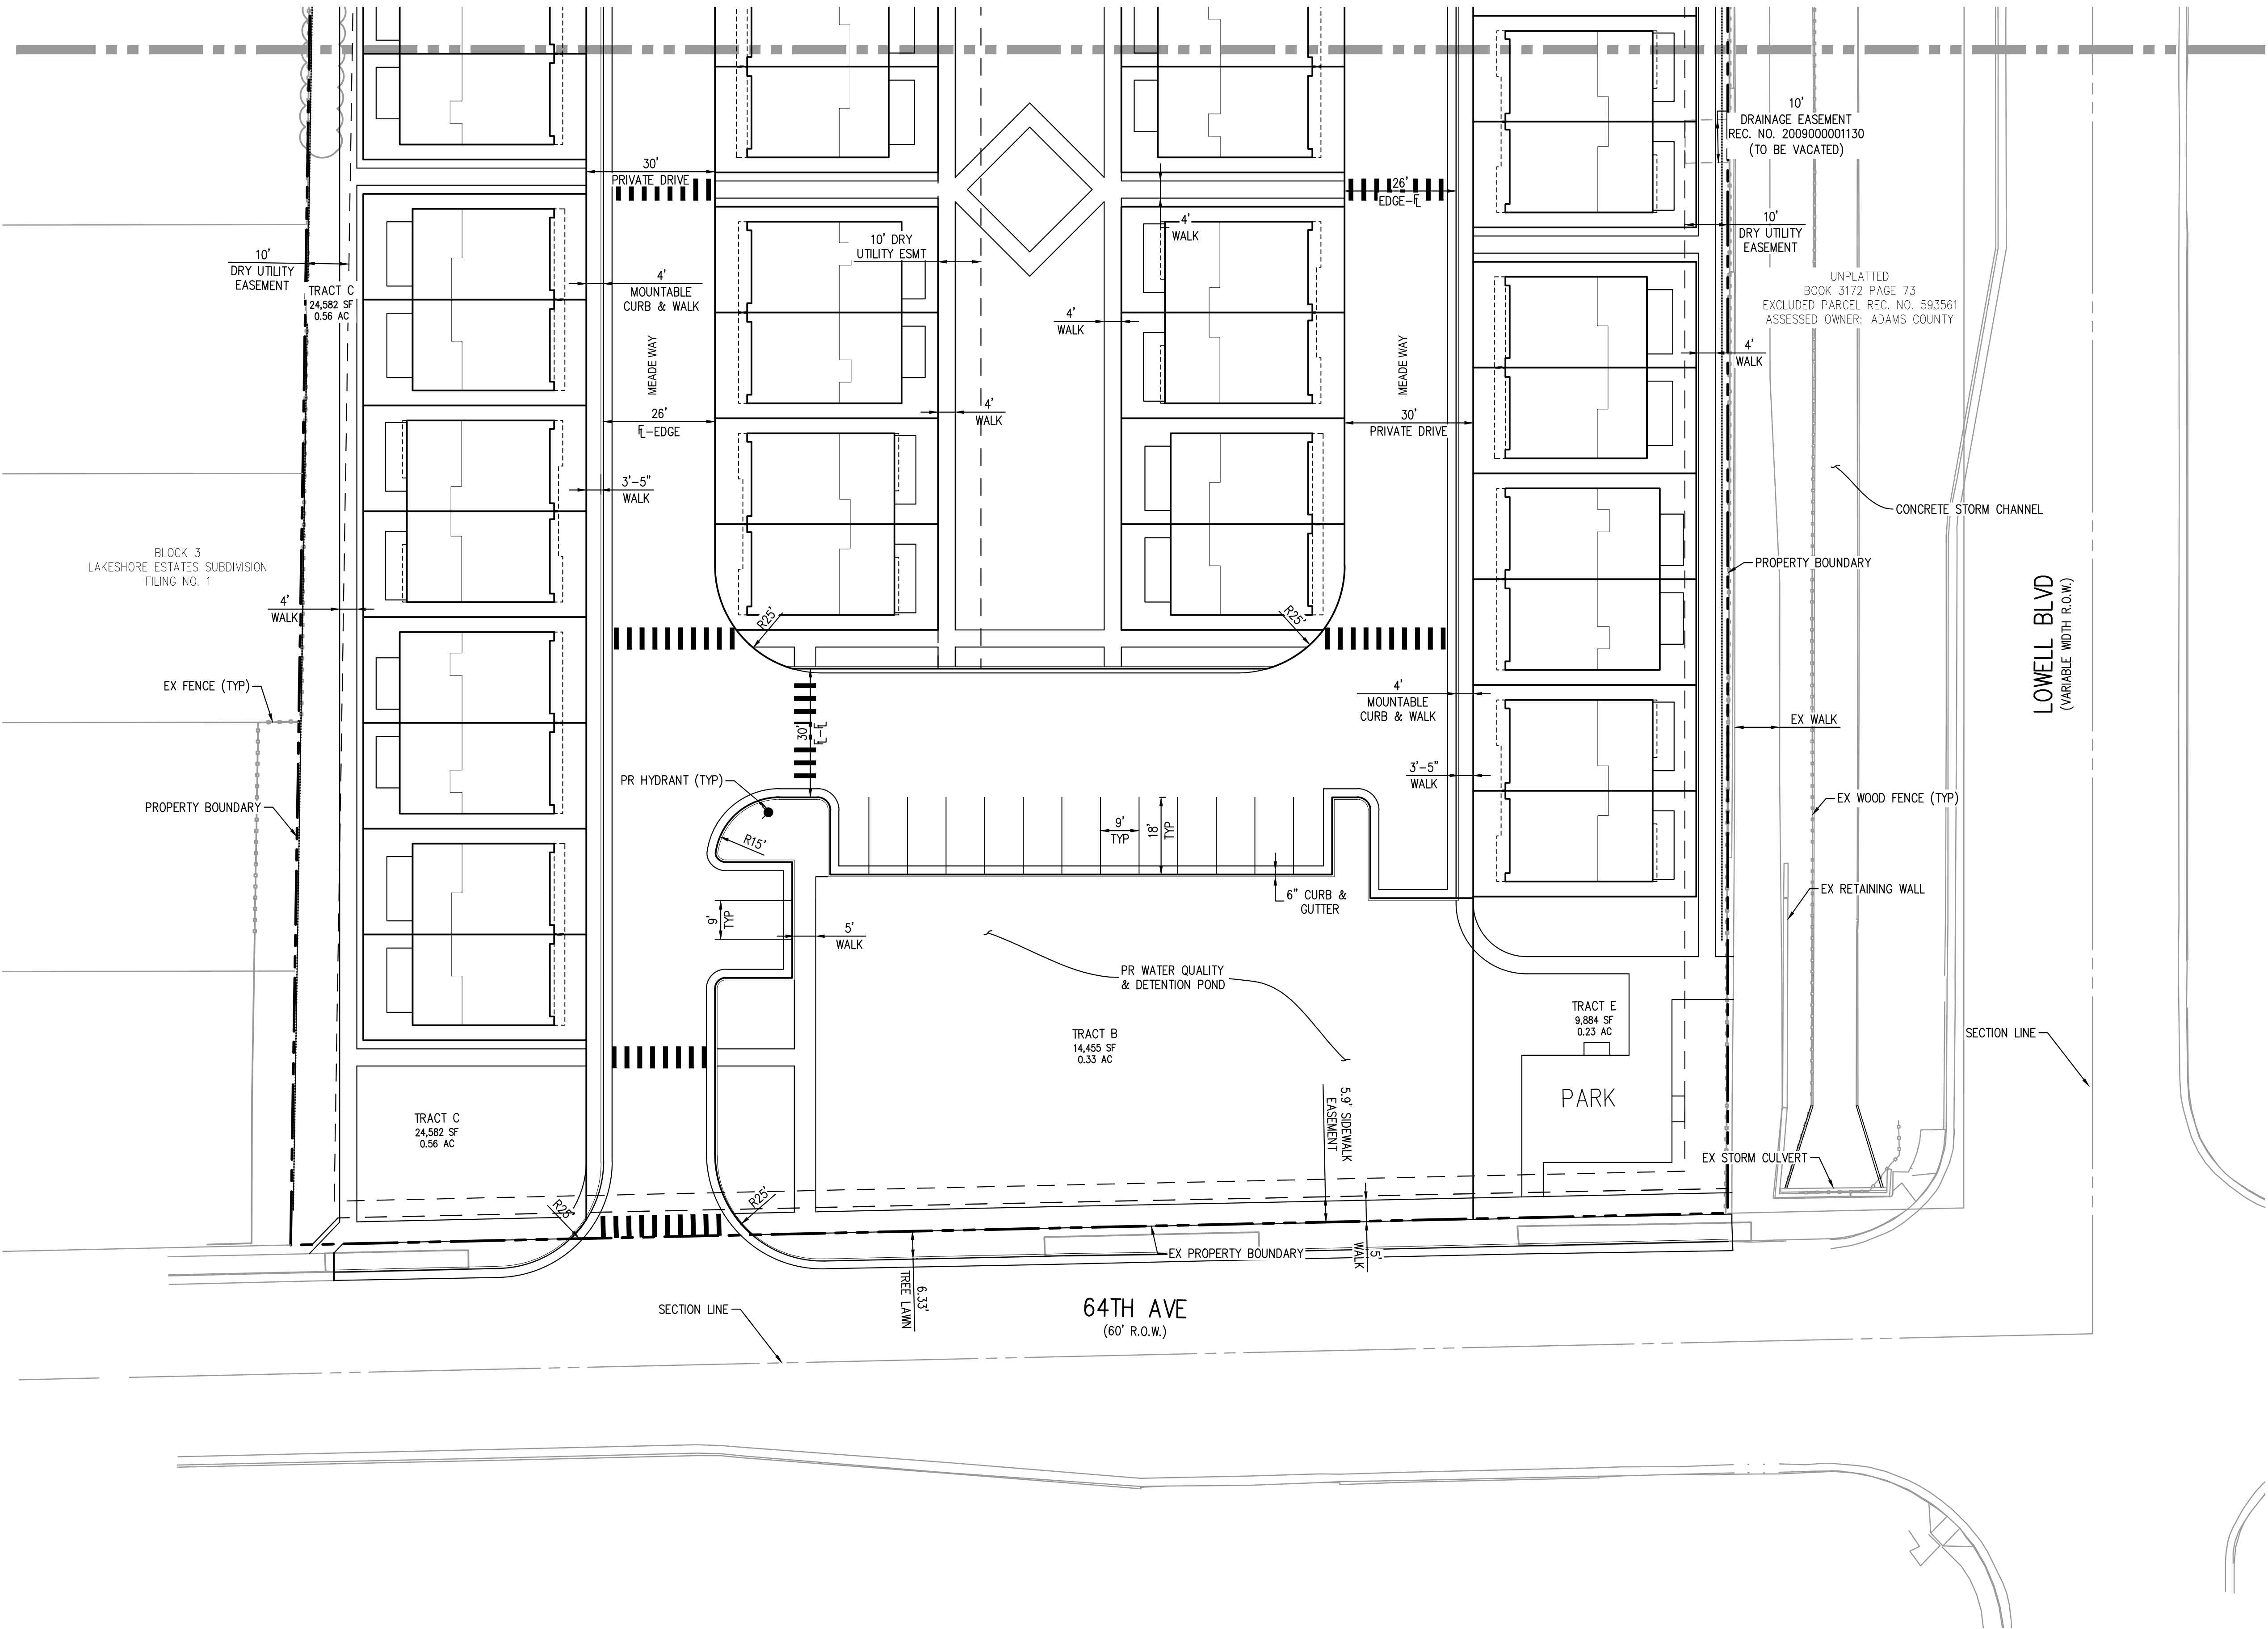 10'
DRAINAGE EASEMENT
REC. NO. 2009000001130
(TO BE VACATED)
30'
PRIVATE DRIVE
26'
EDGE-FL
4'
WALK
10'
DRY UTILITY
EASEMENT
10' DRY
UTILITY ESMT
10'
DRY UTILITY
EASEMENT
TRACT C
24,582 SF
0.56 AC
4'
MOUNTABLE
CURB & WALK
UNPLATTED
BOOK 3172 PAGE 73
EXCLUDED PARCEL REC. NO. 593561
ASSESSED OWNER: ADAMS COUNTY
4'
WALK
MEADE WAY
MEADE WAY
4'
WALK
26'
FL-EDGE
4'
WALK
30'
PRIVATE DRIVE
3'-5"
WALK
CONCRETE STORM CHANNEL
BLOCK 3
LAKESHORE ESTATES SUBDIVISION
FILING NO. 1
PROPERTY BOUNDARY
4'
WALK
R25'
R25'
LOWELL BLVD
(VARIABLE WIDTH R.O.W.)
EX FENCE (TYP)
4'
MOUNTABLE
CURB & WALK
EX WALK
30'
FL-FL
PR HYDRANT (TYP)
3'-5"
WALK
PROPERTY BOUNDARY
EX WOOD FENCE (TYP)
R15'
9'
TYP
18'
TYP
6" CURB &
GUTTER
EX RETAINING WALL
9'
TYP
5'
WALK
PR WATER QUALITY
& DETENTION POND
TRACT E
9,884 SF
0.23 AC
TRACT B
14,455 SF
0.33 AC
SECTION LINE
PARK
TRACT C
24,582 SF
0.56 AC
5.9' SIDEWALK
EASEMENT
EX STORM CULVERT
R25'
R25'
EX PROPERTY BOUNDARY
5'
WALK
6.33'
TREE LAWN
SECTION LINE
64TH AVE
(60' R.O.W.)